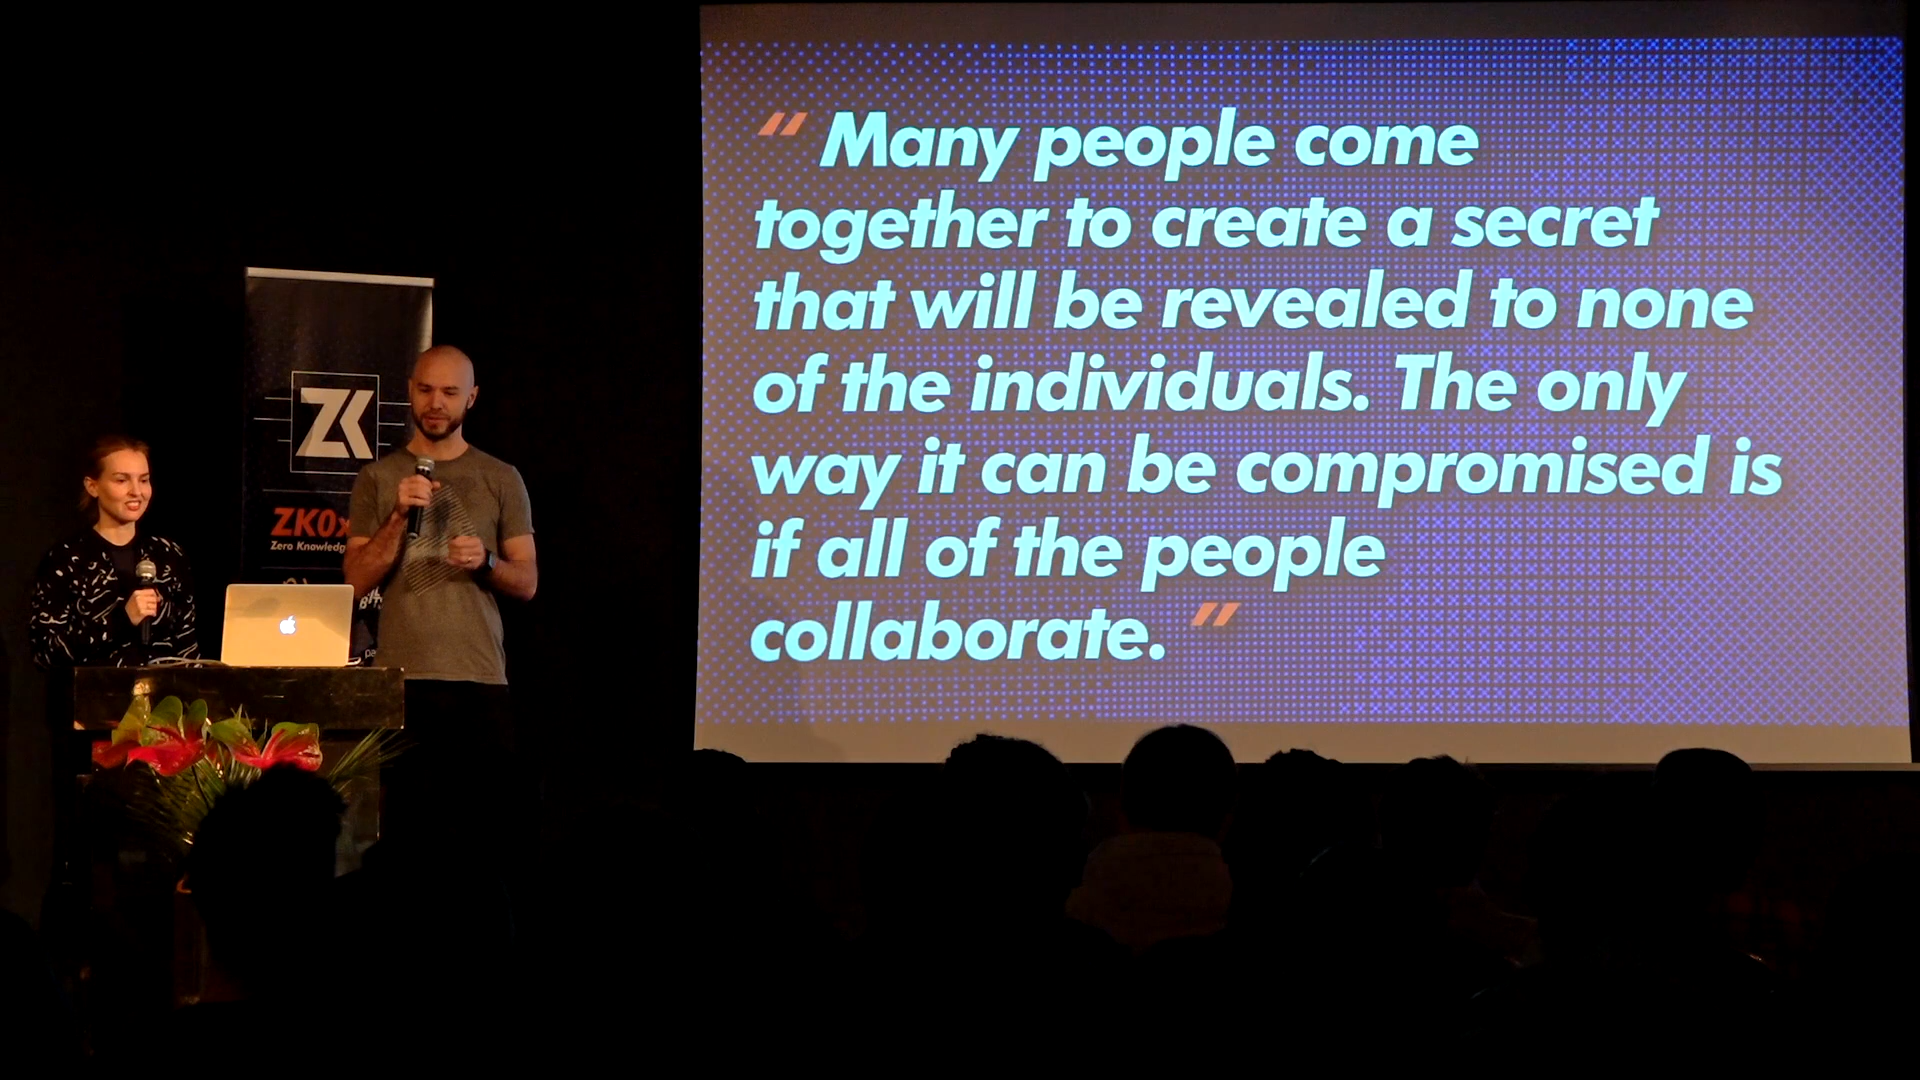 “ Many people come
together to create a secret
that will be revealed to none
of the individuals. The only
way it can be compromised is
if all of the people
collaborate. ”
ZK
ZK0x
Zero Knowledg